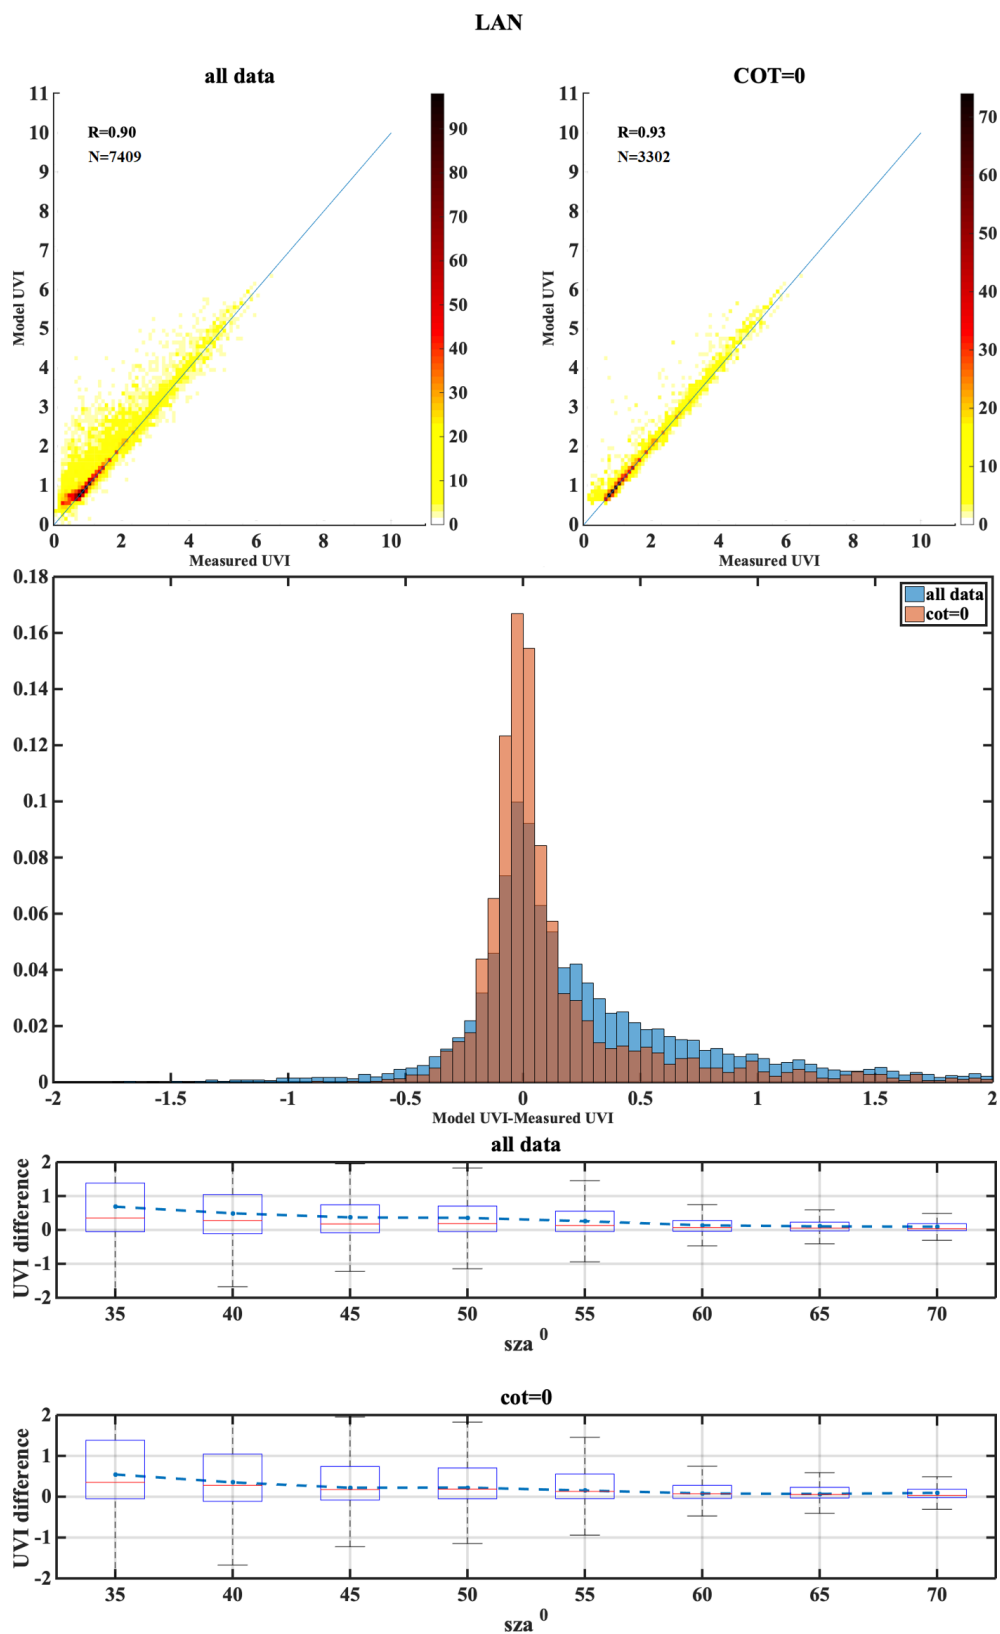 LAN
all data
COT=0
11
10
9
8
7
6
5
4
3
2
1
0
Model UVI
R=0.90
N=7409
0 2 4 6 8 10
Measured UVI
90
80
70
60
50
40
30
20
10
0
11
10
9
8
7
6
5
4
3
2
1
0
Model UVI
R=0.93
N=3302
0 2 4 6 8 10
Measured UVI
70
60
50
40
30
20
10
0
0.18
0.16
0.14
0.12
0.1
0.08
0.06
0.04
0.02
0
all data
cot=0
-2 -1.5 -1 -0.5 0 0.5 1 1.5 2
Model UVI-Measured UVI
all data
UVI difference
2
1
0
-1
-2
35 40 45 50 55 60 65 70
sza 0
cot=0
UVI difference
2
1
0
-1
-2
35 40 45 50 55 60 65 70
sza 0